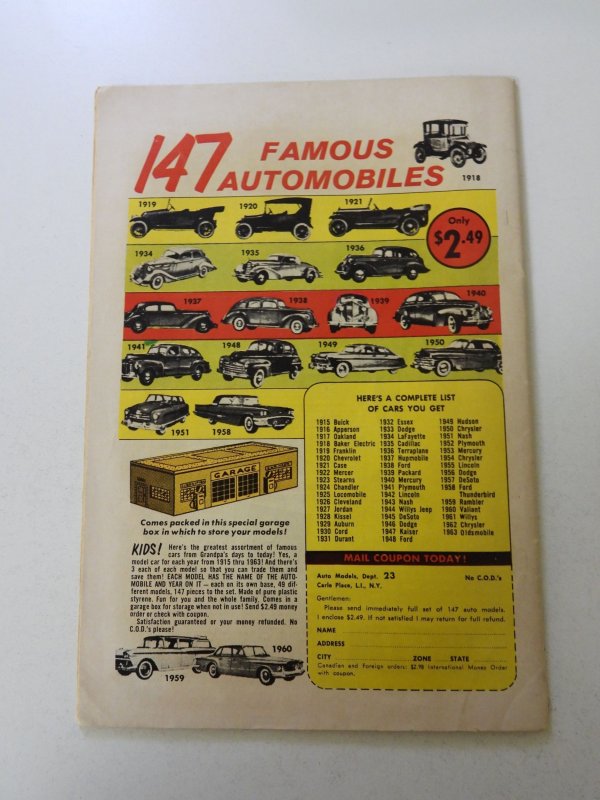 147 FAMOUS
AUTOMOBILES
1918
1919
1920
1921
Only
$2.49
1934
1935
1936
1937
1938
1939
1940
1941
1948
1949
1950
1951
1958
GARAGE
Comes packed in this special garage
box in which to store your models!
KIDS! Here's the greatest assortment of famous
cars from Grandpa's days to today! Yes, a
model car for each year from 1915 thru 1963! And there's
3 each of each model so that you can trade them and
save them! EACH MODEL HAS THE NAME OF THE AUTO-
MOBILE AND YEAR ON IT — each on its own base, 49 dif-
ferent models, 147 pieces to the set. Made of pure plastic
styrene. Fun for you and the whole family. Comes in a
garage box for storage when not in use! Send $2.49 money
order or check with coupon.
Satisfaction guaranteed or your money refunded. No
C.O.D.'s please!
1959
1960
HERE'S A COMPLETE LIST
OF CARS YOU GET
1915 Buick
1916 Apperson
1917 Oakland
1918 Baker Electric
1919 Franklin
1920 Chevrolet
1921 Case
1922 Mercer
1923 Stearns
1924 Chandler
1925 Locomobile
1926 Cleveland
1927 Jordan
1928 Kissel
1929 Auburn
1930 Cord
1931 Durant
1932 Essex
1933 Dodge
1934 LaFayette
1935 Cadillac
1936 Terraplane
1937 Hupmobile
1938 Ford
1939 Packard
1940 Mercury
1941 Plymouth
1942 Lincoln
1943 Nash
1944 Willys Jeep
1945 DeSoto
1946 Dodge
1947 Kaiser
1948 Ford
1949 Hudson
1950 Chrysler
1951 Nash
1952 Plymouth
1953 Mercury
1954 Chrysler
1955 Lincoln
1956 Dodge
1957 DeSoto
1958 Ford
Thunderbird
1959 Rambler
1960 Valiant
1961 Willys
1962 Chrysler
1963 Oldsmobile
MAIL COUPON TODAY!
Auto Models, Dept. 23 No C.O.D.'s
Carle Place, L.I., N.Y.
Gentlemen:
Please send immediately full set of 147 auto models.
I enclose $2.49. If not satisfied I may return for full refund.
NAME
ADDRESS
CITY ZONE STATE
Canadian and Foreign orders: $2.98 International Money Order
with coupon.